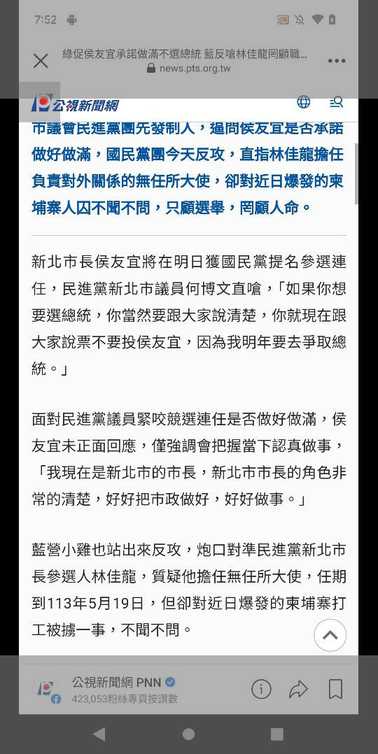 7:52
綠促侯友宜承諾做滿不選總統 藍反嗆林佳龍罔顧職...
news.pts.org.tw
公視新聞網
市議會民進黨團先發制人，逼問侯友宜是否承諾
做好做滿，國民黨團今天反攻，直指林佳龍擔任
負責對外關係的無任所大使，卻對近日爆發的柬
埔寨人囚不聞不問，只顧選舉，罔顧人命。
新北市長侯友宜將在明日獲國民黨提名參選連
任，民進黨新北市議員何博文直嗆，「如果你想
要選總統，你當然要跟大家說清楚，你就現在跟
大家說票不要投侯友宜，因為我明年要去爭取總
統。」
面對民進黨議員緊咬競選連任是否做好做滿，侯
友宜未正面回應，僅強調會把握當下認真做事，
「我現在是新北市的市長，新北市市長的角色非
常的清楚，好好把市政做好，好好做事。」
藍營小雞也站出來反攻，炮口對準民進黨新北市
長參選人林佳龍，質疑他擔任無任所大使，任期
到113年5月19日，但卻對近日爆發的柬埔寨打
工被擄一事，不聞不問。
公視新聞網 PNN
423,053粉絲專頁按讚數